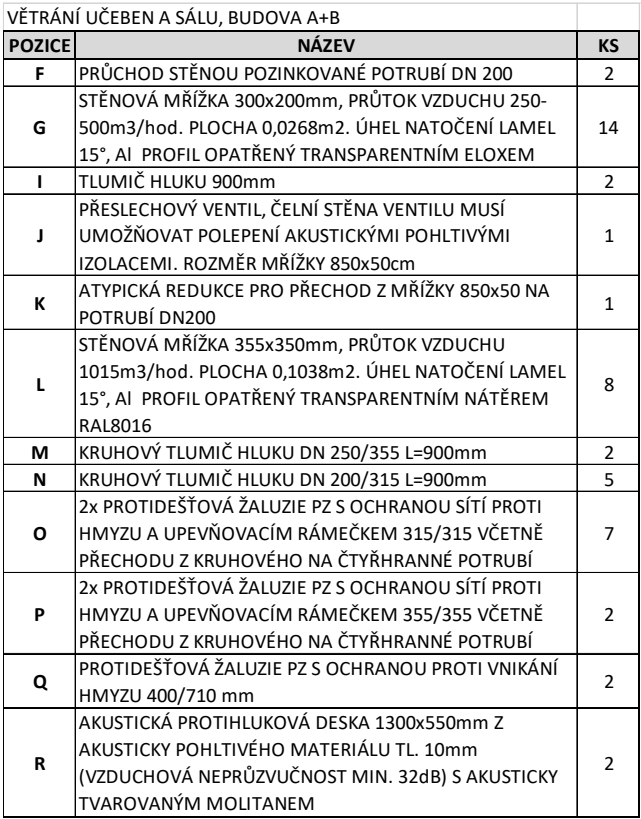 VĚTRÁNÍ UČEBEN A SÁLU, BUDOVA A+B
POZICE NÁZEV KS
F PRŮCHOD STĚNOU POZINKOVANÉ POTRUBÍ DN 200 2
STĚNOVÁ MŘÍŽKA 300x200mm, PRŮTOK VZDUCHU 250-
G 500m3/hod. PLOCHA 0,0268m2. ÚHEL NATOČENÍ LAMEL 14
15°, Al PROFIL OPATŘENÝ TRANSPARENTNÍM ELOXEM
I TLUMIČ HLUKU 900mm 2
PŘESLECHOVÝ VENTIL, ČELNÍ STĚNA VENTILU MUSÍ
J UMOŽŇOVAT POLEPENÍ AKUSTICKÝMI POHLTIVÝMI 1
IZOLACEMI. ROZMĚR MŘÍŽKY 850x50cm
K ATYPICKÁ REDUKCE PRO PŘECHOD Z MŘÍŽKY 850x50 NA 1
POTRUBÍ DN200
STĚNOVÁ MŘÍŽKA 355x350mm, PRŮTOK VZDUCHU
1015m3/hod. PLOCHA 0,1038m2. ÚHEL NATOČENÍ LAMEL
L 15°, Al PROFIL OPATŘENÝ TRANSPARENTNÍM NÁTĚREM 8
RAL8016
M KRUHOVÝ TLUMIČ HLUKU DN 250/355 L=900mm 2
N KRUHOVÝ TLUMIČ HLUKU DN 200/315 L=900mm 5
2x PROTIDEŠŤOVÁ ŽALUZIE PZ S OCHRANOU SÍTÍ PROTI
O HMYZU A UPEVŇOVACÍM RÁMEČKEM 315/315 VČETNĚ 7
PŘECHODU Z KRUHOVÉHO NA ČTYŘHRANNÉ POTRUBÍ
2x PROTIDEŠŤOVÁ ŽALUZIE PZ S OCHRANOU SÍTÍ PROTI
P HMYZU A UPEVŇOVACÍM RÁMEČKEM 355/355 VČETNĚ 2
PŘECHODU Z KRUHOVÉHO NA ČTYŘHRANNÉ POTRUBÍ
Q PROTIDEŠŤOVÁ ŽALUZIE PZ S OCHRANOU PROTI VNIKÁNÍ 2
HMYZU 400/710 mm
AKUSTICKÁ PROTIHLUKOVÁ DESKA 1300x550mm Z
AKUSTICKY POHLTIVÉHO MATERIÁLU TL. 10mm
R (VZDUCHOVÁ NEPRŮZVUČNOST MIN. 32dB) S AKUSTICKY 2
TVAROVANÝM MOLITANEM